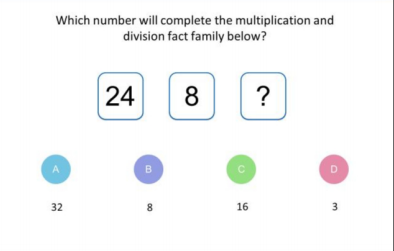 Which number will complete the multiplication and
division fact family below?
24 8 ?
A B C D
32 8 16 3